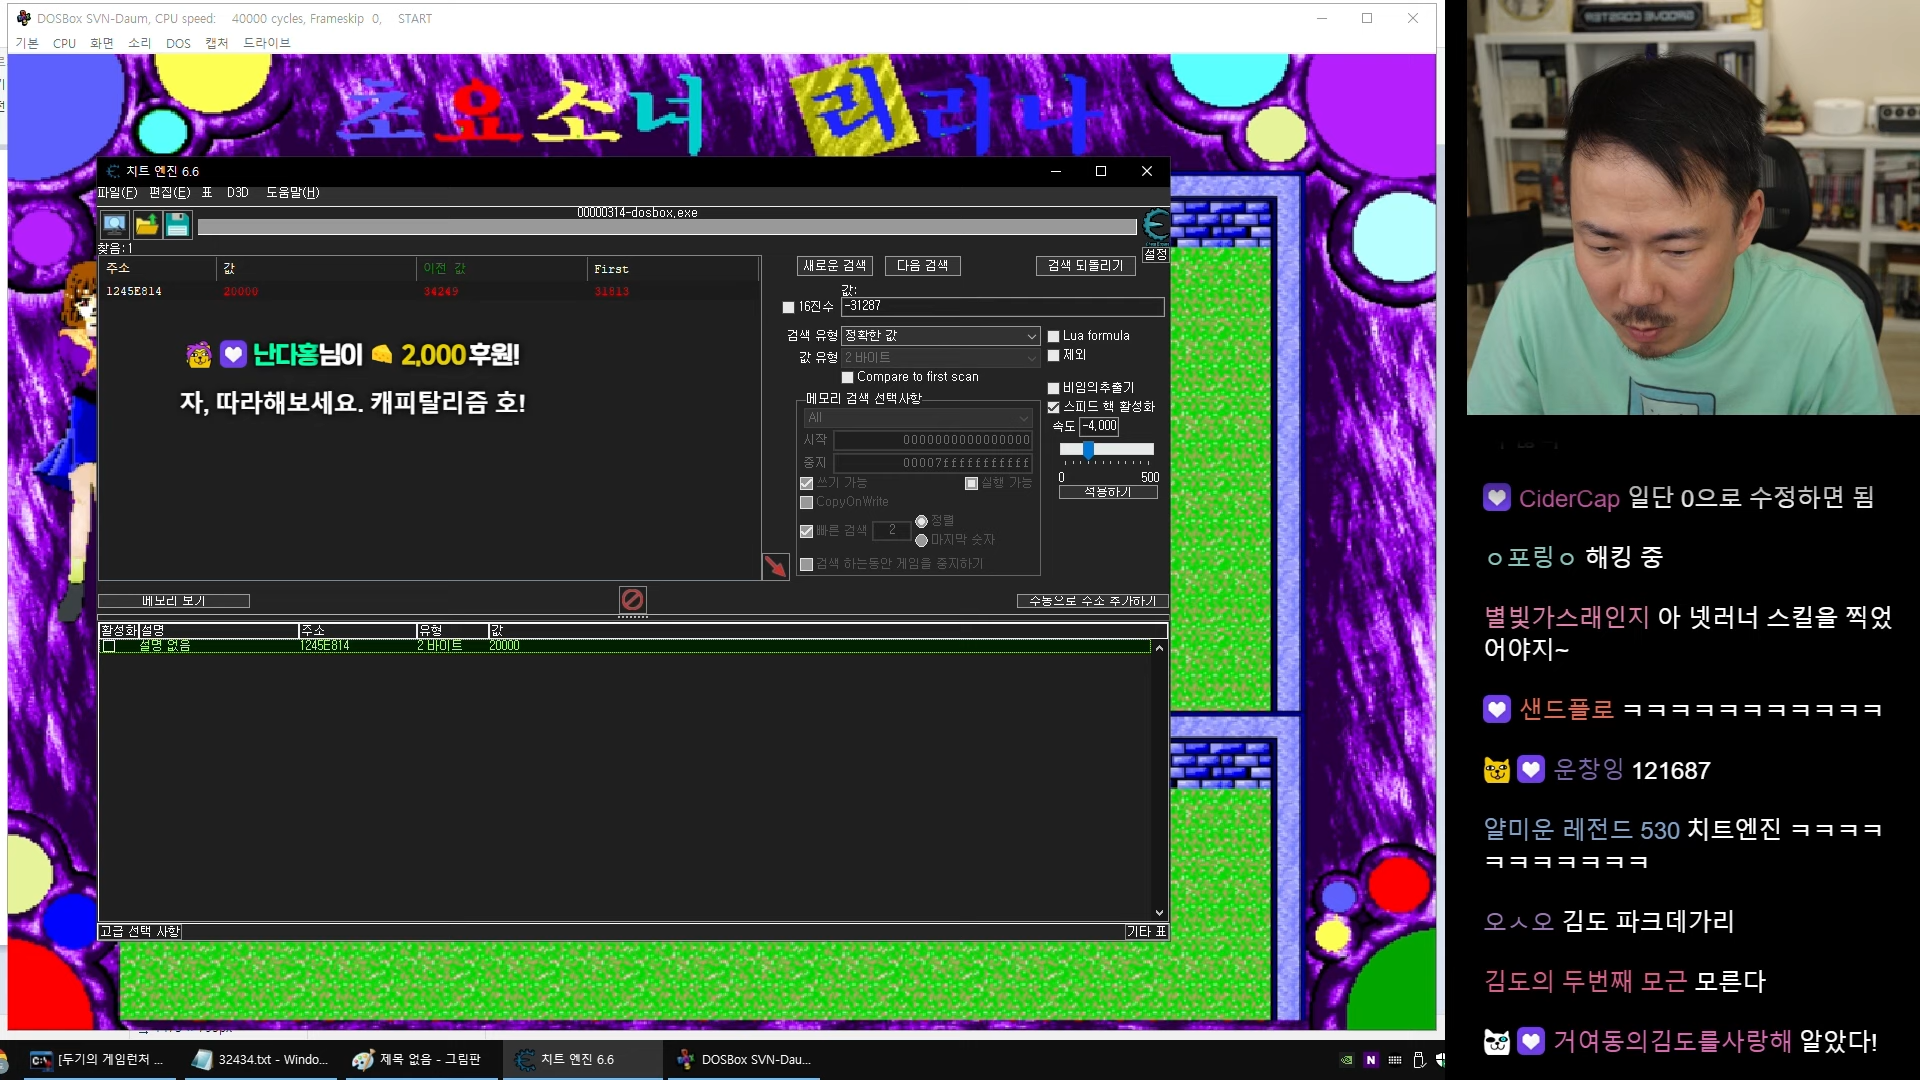 DOSBox SVN-Daum, CPU speed: 40000 cycles, Frameskip 0, START
기본 CPU 화면 소리 DOS 캡처 드라이브
초요소녀 리리나
치트 엔진 6.6
파일(F) 편집(E) 표 D3D 도움말(H)
00000314-dosbox.exe
찾음:1
설정
주소 값 이전 값 First
1245E814 20000 34249 31813
새로운 검색 다음 검색 검색 되돌리기
값:
16진수 -31287
검색 유형 정확한 값 Lua formula
값 유형 2 바이트 제외
Compare to first scan
비임의추출기
메모리 검색 선택사항
스피드 핵 활성화
All
속도 -4,000
시작 0000000000000000
중지 00007fffffffffff
0 500
쓰기 가능 실행 가능
적용하기
CopyOnWrite
빠른 검색 2 정렬
마지막 숫자
검색 하는동안 게임을 중지하기
난다홍님이 2,000 후원!
자, 따라해보세요. 캐피탈리즘 호!
메모리 보기 수동으로 주소 추가하기
활성화 설명 주소 유형 값
설명 없음 1245E814 2 바이트 20000
고급 선택 사항 기타 표
CiderCap 일단 0으로 수정하면 됨
ㅇ포링ㅇ 해킹 중
별빛가스래인지 아 넷러너 스킬을 찍었
어야지~
샌드플로 ㅋㅋㅋㅋㅋㅋㅋㅋㅋㅋㅋ
운창잉 121687
얄미운 레전드 530 치트엔진 ㅋㅋㅋㅋ
ㅋㅋㅋㅋㅋㅋㅋ
오ㅅ오 김도 파크데가리
김도의 두번째 모근 모른다
거여동의김도를사랑해 알았다!
[두기의 게임런처 ... 32434.txt - Windo... 제목 없음 - 그림판 치트 엔진 6.6 DOSBox SVN-Dau...